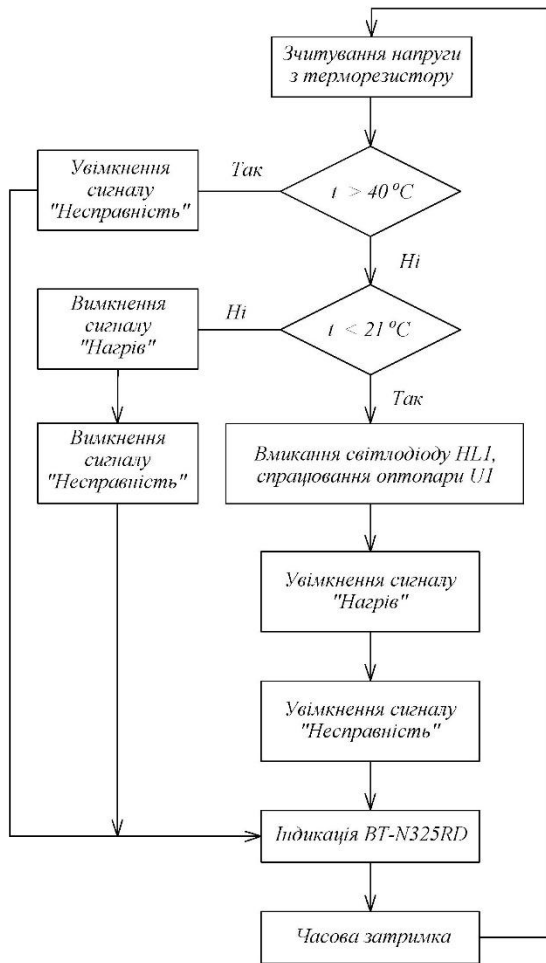 Зчитування напруги
з терморезистору
Увімкнення
сигналу
"Несправність"
Так
t > 40 °C
Ні
Вимкнення
сигналу
"Нагрів"
Ні
t < 21 °C
Так
Вимкнення
сигналу
"Несправність"
Вмикання світлодіоду HL1,
спрацювання оптопари U1
Увімкнення сигналу
"Нагрів"
Увімкнення сигналу
"Несправність"
Індикація BT-N325RD
Часова затримка